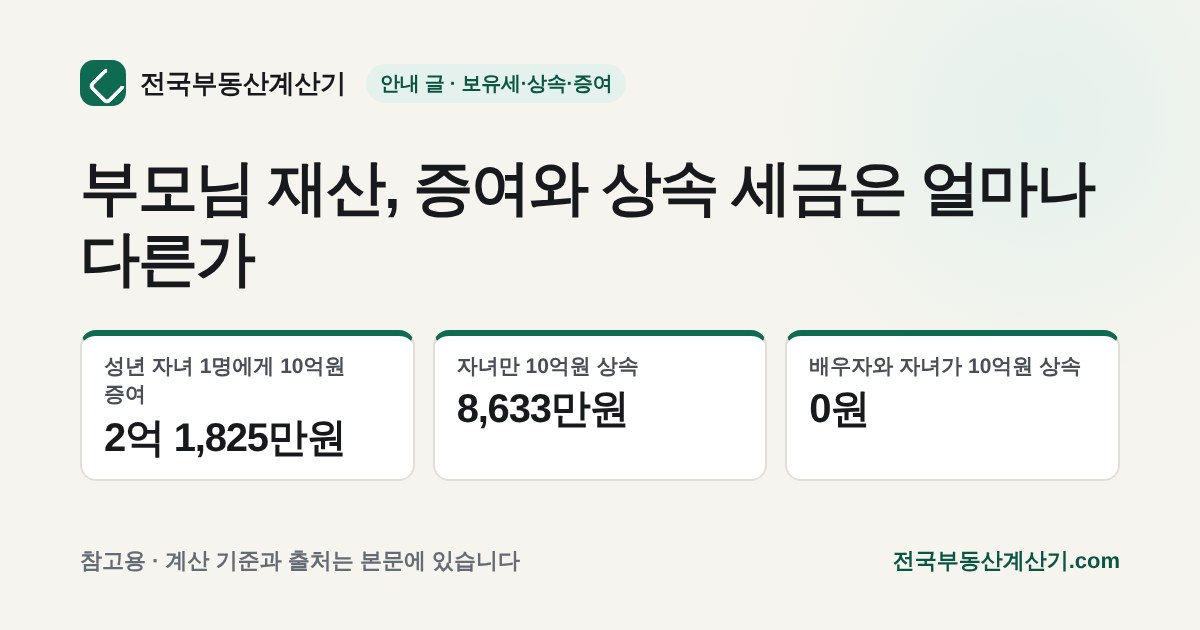 전국부동산계산기
안내 글 · 보유세·상속·증여
부모님 재산, 증여와 상속 세금은 얼마나
다른가
성년 자녀 1명에게 10억원
증여
2억 1,825만원
자녀만 10억원 상속
8,633만원
배우자와 자녀가 10억원 상속
0원
참고용 · 계산 기준과 출처는 본문에 있습니다
전국부동산계산기.com